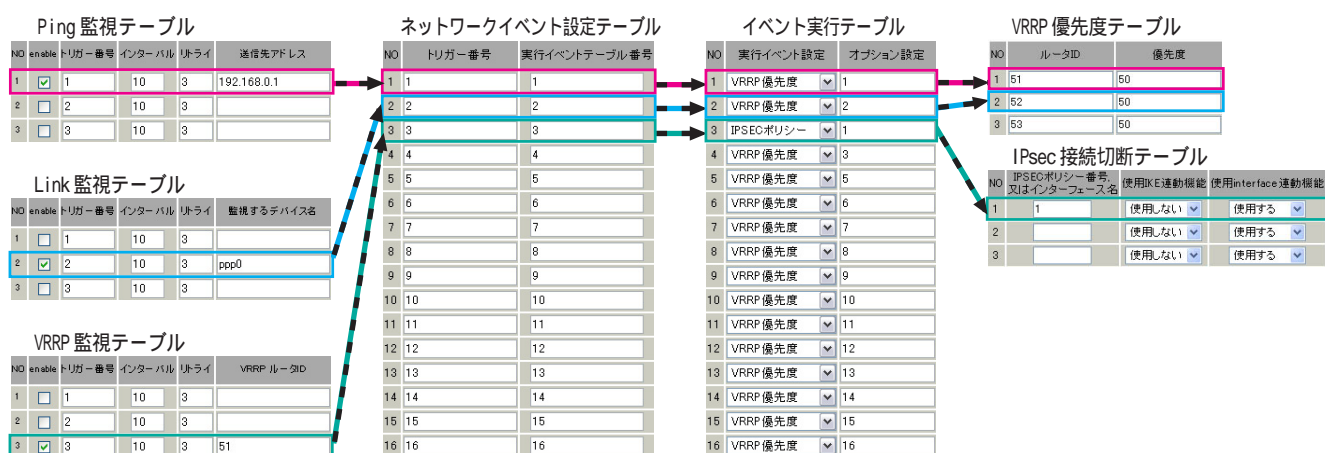 Ping 監視テーブル
NO enable トリガー番号 インターバル リトライ 送信先アドレス
1 1 10 3 192.168.0.1
2 2 10 3
3 3 10 3
Link 監視テーブル
NO enable トリガー番号 インターバル リトライ 監視するデバイス名
1 1 10 3
2 2 10 3 ppp0
3 3 10 3
VRRP 監視テーブル
NO enable トリガー番号 インターバル リトライ VRRP ルータID
1 1 10 3
2 2 10 3
3 3 10 3 51
ネットワークイベント設定テーブル
NO トリガー番号 実行イベントテーブル番号
1 1 1
2 2 2
3 3 3
4 4 4
5 5 5
6 6 6
7 7 7
8 8 8
9 9 9
10 10 10
11 11 11
12 12 12
13 13 13
14 14 14
15 15 15
16 16 16
イベント実行テーブル
NO 実行イベント設定 オプション設定
1 VRRP優先度 1
2 VRRP優先度 2
3 IPSECポリシー 1
4 VRRP優先度 3
5 VRRP優先度 5
6 VRRP優先度 6
7 VRRP優先度 7
8 VRRP優先度 8
9 VRRP優先度 9
10 VRRP優先度 10
11 VRRP優先度 11
12 VRRP優先度 12
13 VRRP優先度 13
14 VRRP優先度 14
15 VRRP優先度 15
16 VRRP優先度 16
VRRP 優先度テーブル
NO ルータID 優先度
1 51 50
2 52 50
3 53 50
IPsec 接続切断テーブル
NO IPSECポリシー番号, 又はインターフェース名 使用IKE連動機能 使用interface連動機能
1 1 使用しない 使用する
2 使用しない 使用する
3 使用しない 使用する